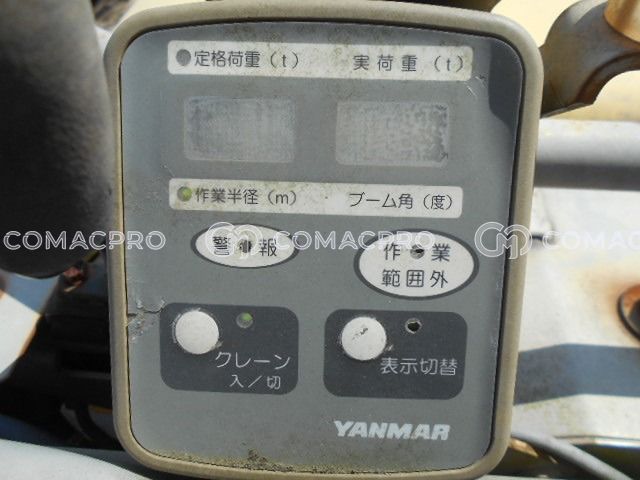 定格荷重(t) 実荷重(t)
作業半径(m) ブーム角(度)
警報 作業
範囲外
COMACPRO COMACPRO COMACPRO
クレーン 表示切替
入/切
YANMAR